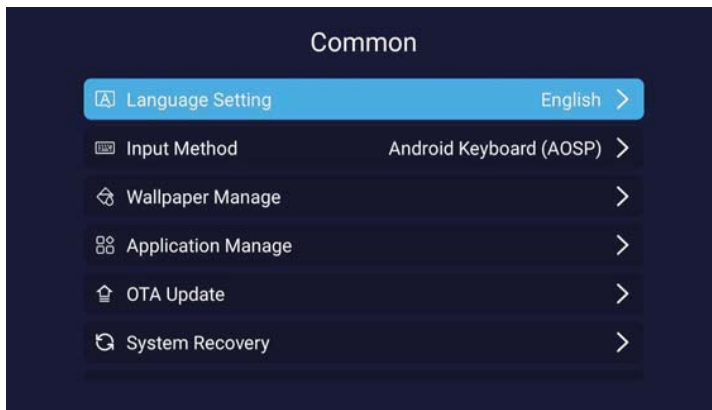 Common
Language Setting English
Input Method Android Keyboard (AOSP)
Wallpaper Manage
Application Manage
OTA Update
System Recovery